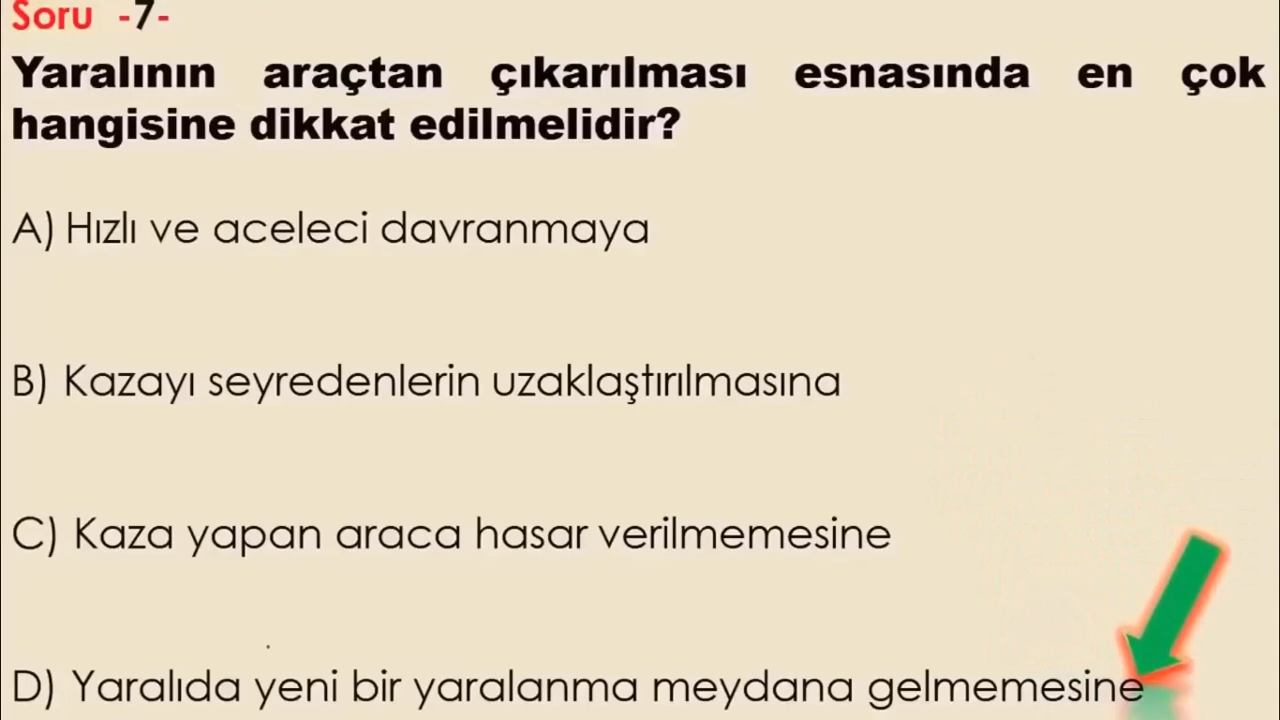 Soru -7-
Yaralının araçtan çıkarılması esnasında en çok
hangisine dikkat edilmelidir?
A) Hızlı ve aceleci davranmaya
B) Kazayı seyredenlerin uzaklaştırılmasına
C) Kaza yapan araca hasar verilmemesine
D) Yaralıda yeni bir yaralanma meydana gelmemesine